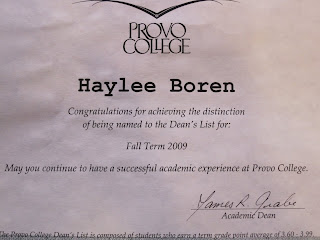 PROVO
COLLEGE
Haylee Boren
Congratulations for achieving the distinction
of being named to the Dean's List for:
Fall Term 2009
May you continue to have a successful academic experience at Provo College.
James R.
Academic Dean
The Provo College Dean's List is composed of students who earn a term grade point average of 3.60 - 3.99.